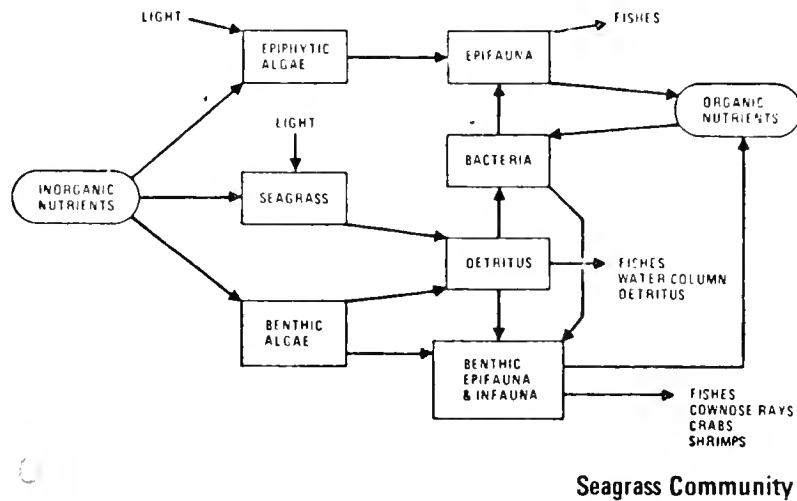 LIGHT
FISHES
EPIPHYTIC
ALGAE
EPIFAUNA
ORGANIC
NUTRIENTS
LIGHT
BACTERIA
INORGANIC
NUTRIENTS
SEAGRASS
DETRITUS
FISHES
WATER COLUMN
DETRITUS
BENTHIC
ALGAE
BENTHIC
EPIFAUNA
& INFAUNA
FISHES
COWNOSE RAYS
CRABS
SHRIMPS
Seagrass Community